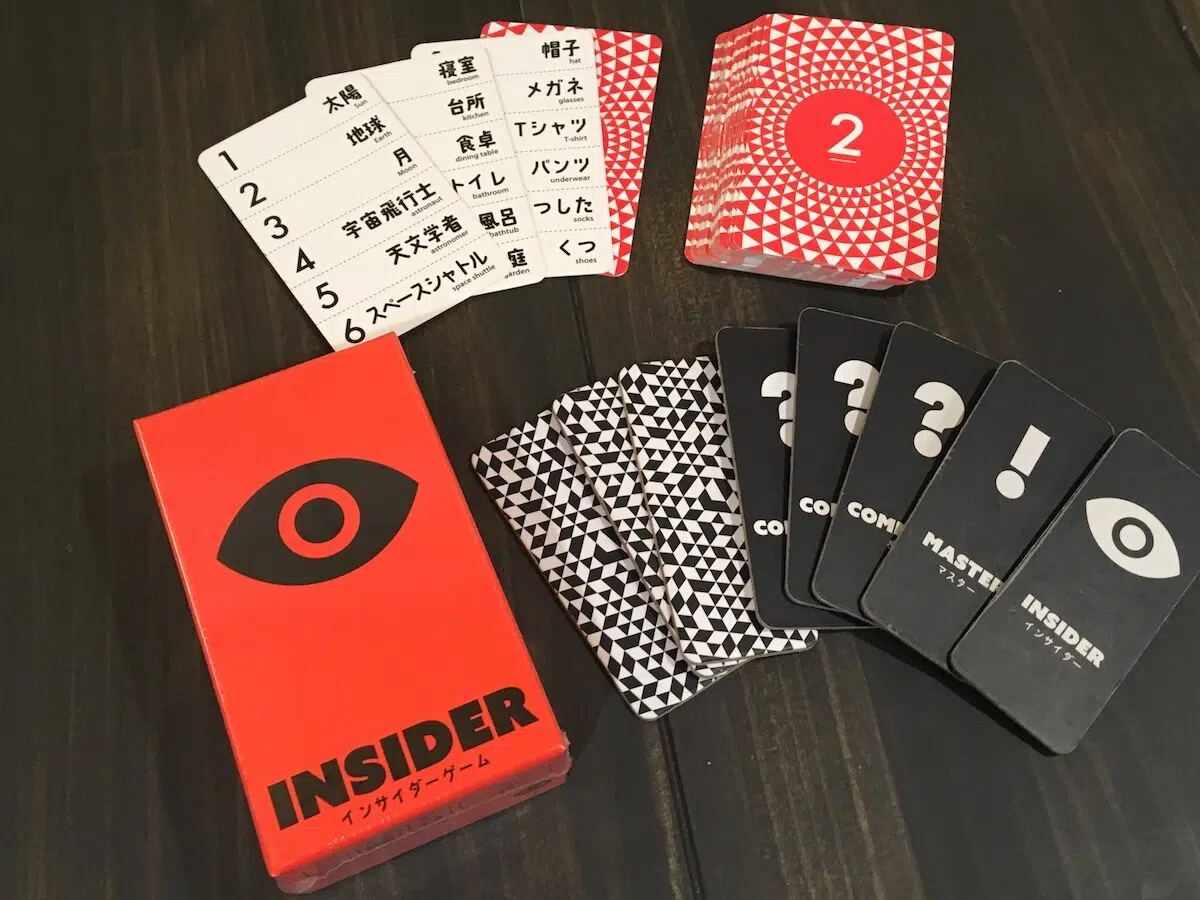 1
太陽
Sun
2
地球
Earth
3
月
Moon
4
宇宙飛行士
astronaut
5
天文学者
astronomer
6
スペースシャトル
space shuttle
寝室
bedroom
台所
kitchen
食卓
dining table
トイレ
bathroom
風呂
bathtub
庭
garden
帽子
hat
メガネ
glasses
Tシャツ
T-shirt
パンツ
underwear
つした
socks
くつ
shoes
2
?
CO
?
CO
?
COM
!
MASTER
マスター
INSIDER
インサイダー
INSIDER
インサイダーゲーム